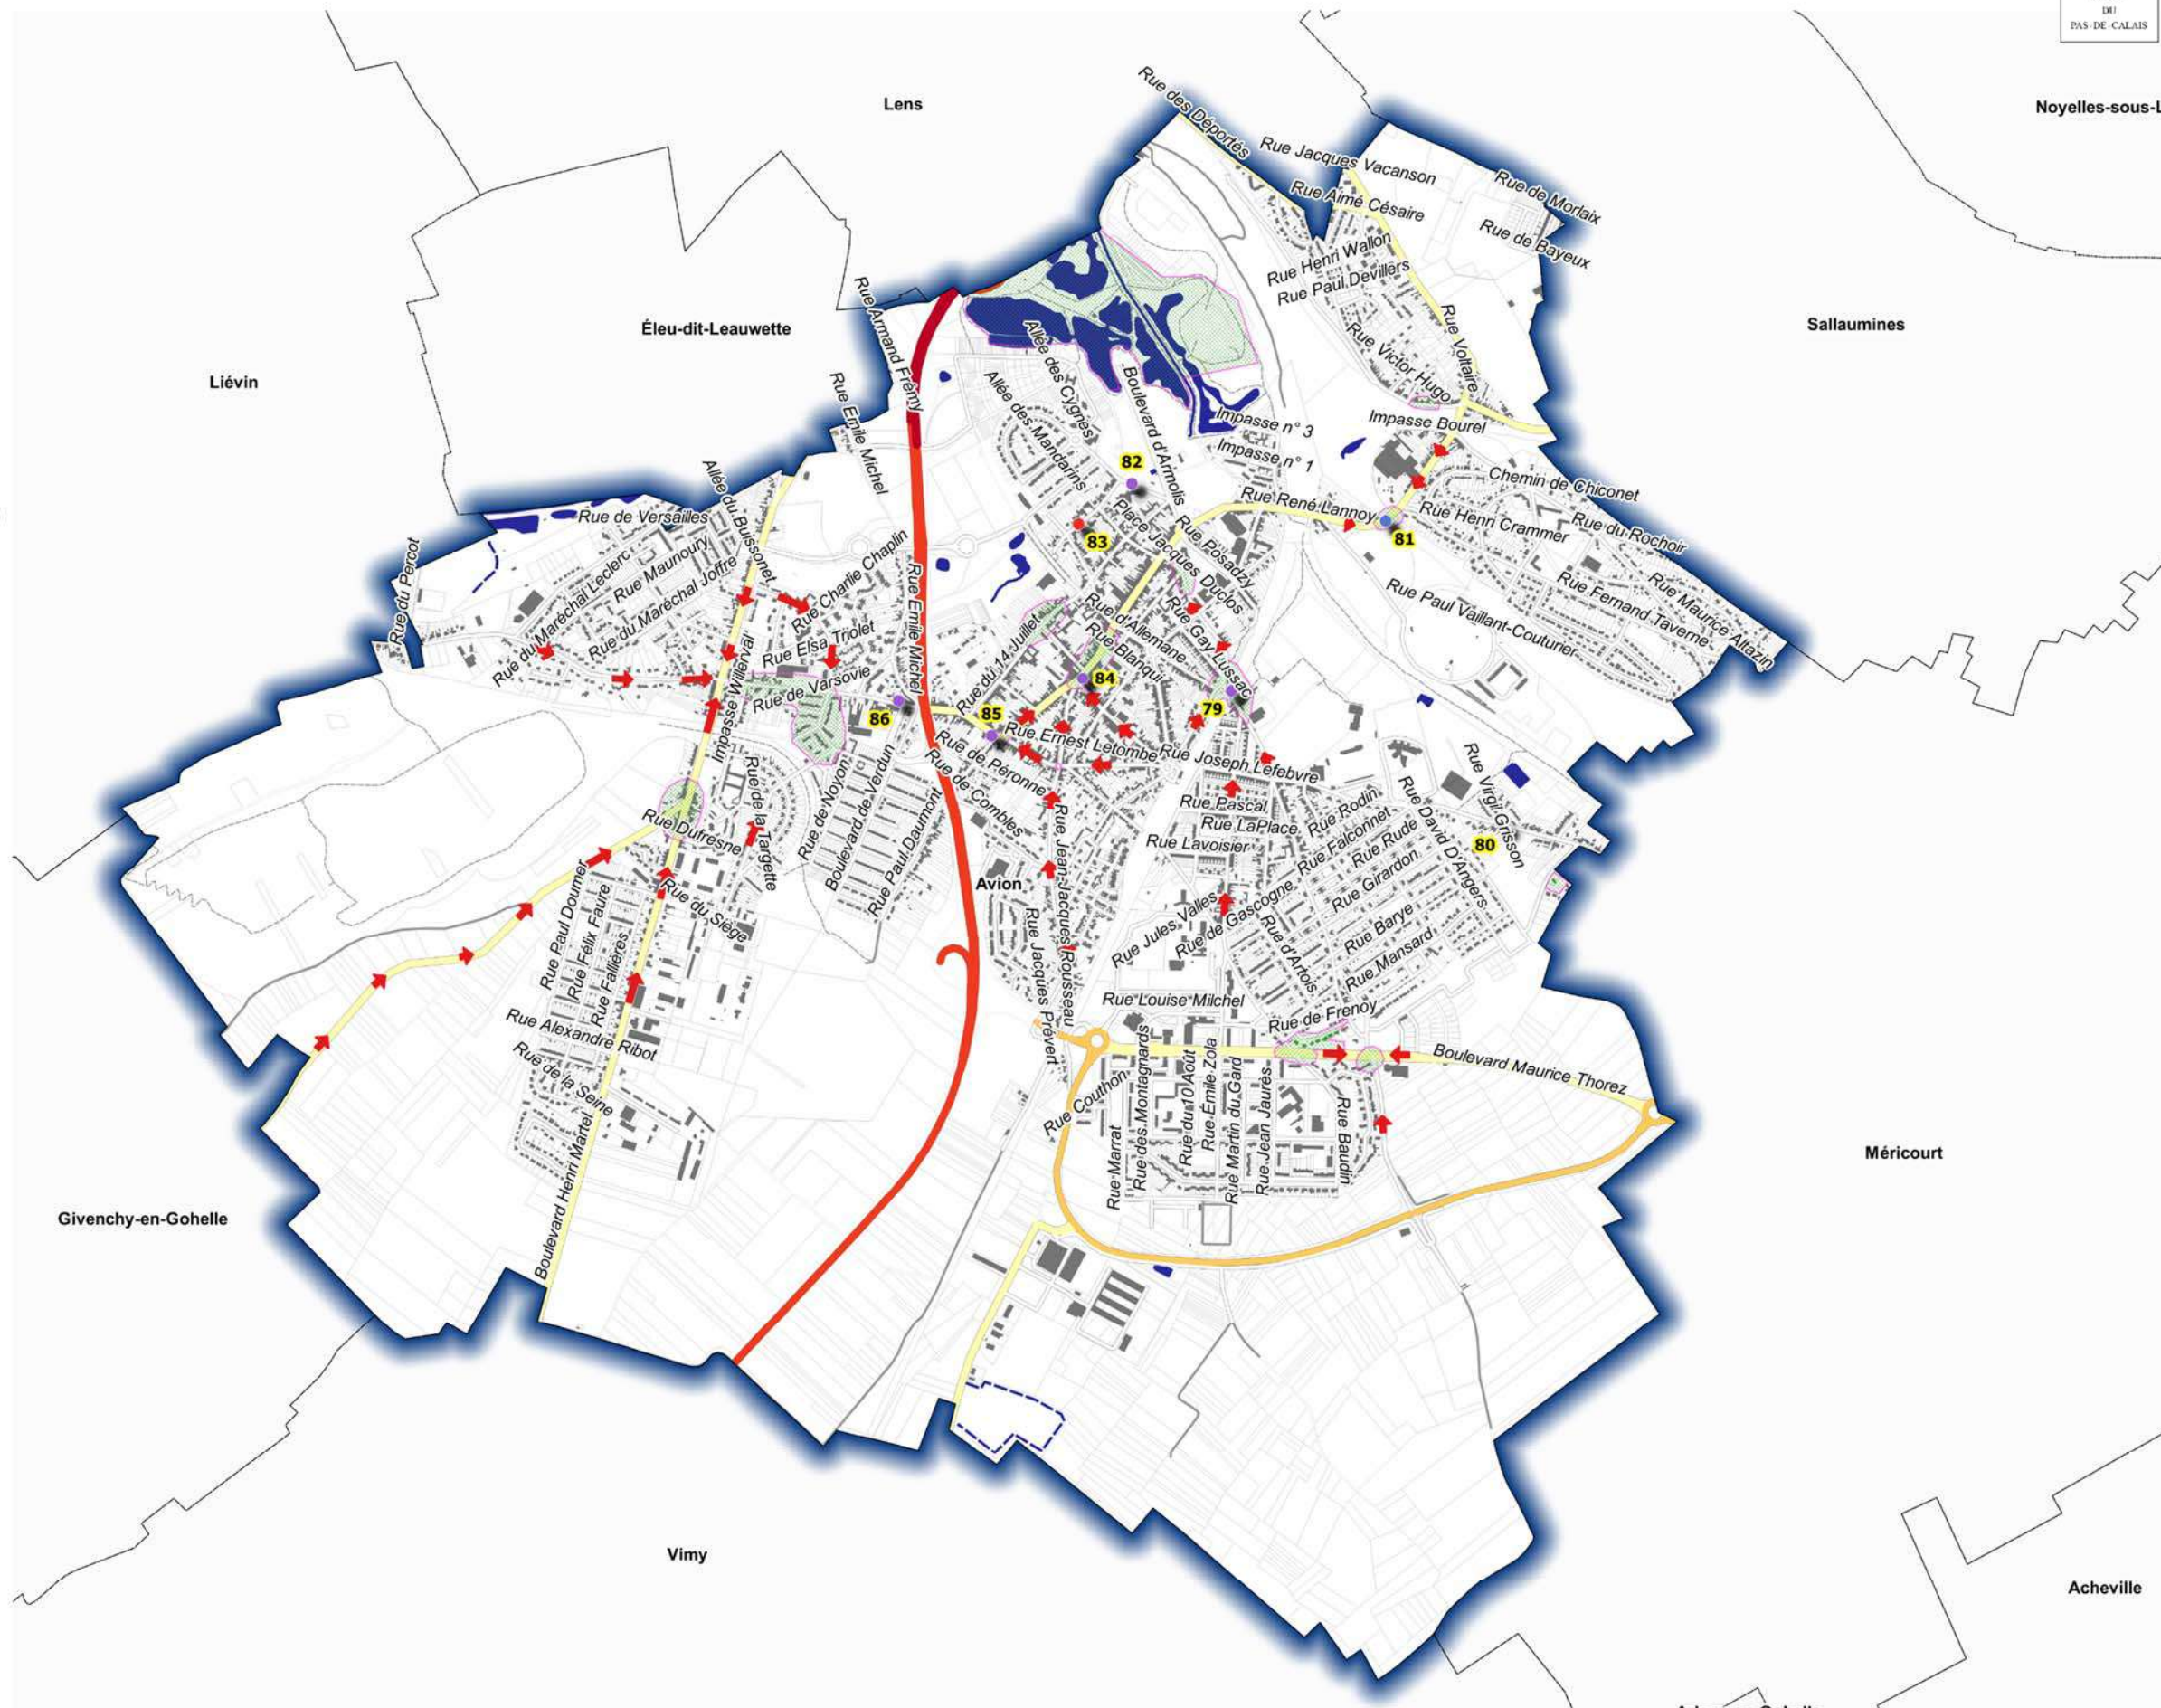 DU
PAS-DE-CALAIS
Lens
Noyelles-sous-L
Rue des Déportés
Rue Jacques Vacanson
Rue de Morlaix
Rue Aimé Césaire
Rue de Bayeux
Rue Henri Wallon
Rue Paul Devillers
Éleu-dit-Leauwette
Sallaumines
Liévin
Rue Armand Frémy
Allée des Cygnes
Rue Voltaire
Rue Victor Hugo
Rue Emile Michel
Allée des Mandarins
Boulevard d'Armolis
Impasse n° 3
Impasse Bourel
Impasse n° 1
82
Allée du Buissonet
Chemin de Chiconet
Rue René Lannoy
Rue de Versailles
Rue Henri Crammer
Rue du Rochoir
Place Jacques Duclos
Rue Posadzy
81
83
Rue du Percot
Rue du Maréchal Leclerc
Rue Maunoury
Rue du Maréchal Joffre
Rue Charlie Chaplin
Rue Emile Michel
Rue Paul Vaillant-Couturier
Rue Fernand Taverne
Rue Maurice Altazin
Rue d'Allemane
Rue Gay Lussac
Rue Elsa Triolet
Rue Blanqui
Rue du 14 Juillet
Impasse Willerval
Rue de Varsovie
84
79
86
85
Rue Ernest Letombe
Rue Joseph Lefebvre
Rue de Péronne
Rue de Combles
Rue de la Targette
Rue de Noyon
Boulevard de Verdun
Rue Paul Daumont
Rue Pascal
Rue LaPlace
Rue Rodin
Rue Lavoisier
Rue Falconnet
Rue Rude
Rue Girardon
Rue David D'Angers
Rue Virgil Grisson
80
Rue Dufresne
Avion
Rue Jean-Jacques Rousseau
Rue Paul Doumer
Rue Félix Faure
Rue Fallières
Rue du Siège
Rue Jules Valles
Rue de Gascogne
Rue d'Artois
Rue Barye
Rue Mansard
Rue Jacques Prévert
Rue Louise Milchel
Rue de Frenoy
Rue Alexandre Ribot
Rue de la Seine
Boulevard Maurice Thorez
Rue Couthon
Rue Marrat
Rue des Montagnards
Rue du 10 Août
Rue Émile Zola
Rue Martin du Gard
Rue Jean Jaurès
Rue Baudin
Boulevard Henri Martel
Méricourt
Givenchy-en-Gohelle
Vimy
Acheville